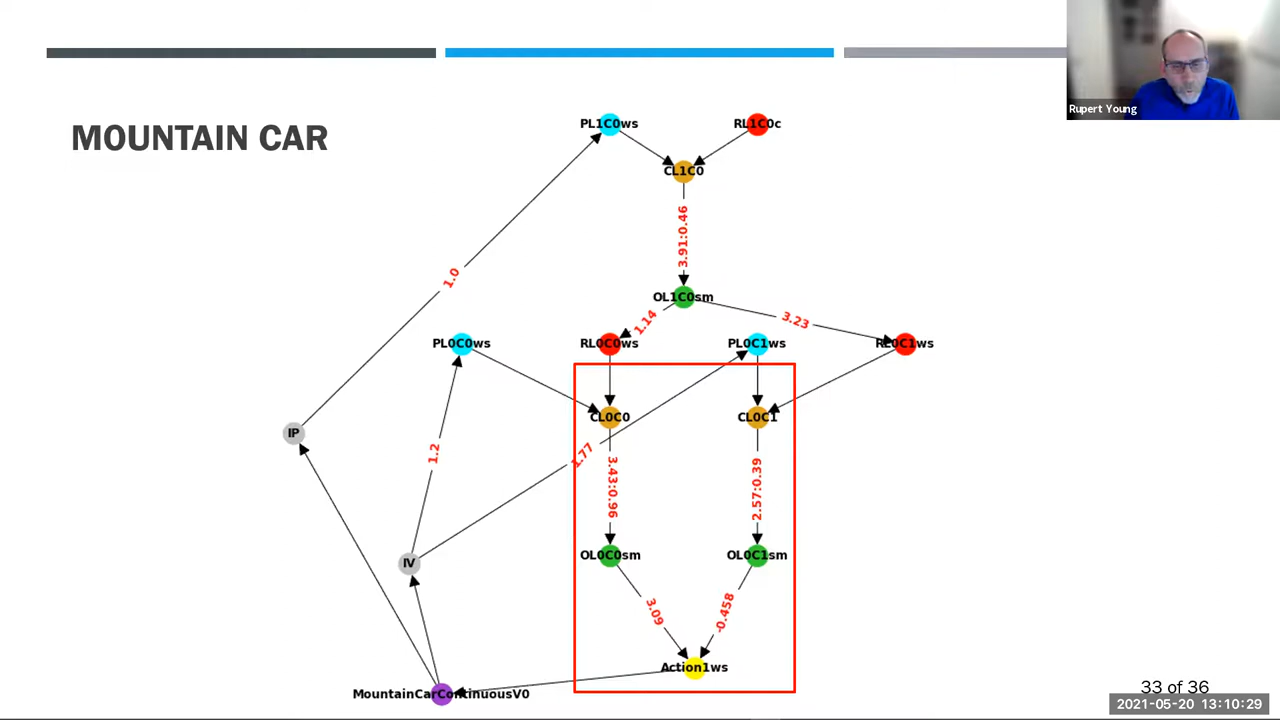 Rupert Young
MOUNTAIN CAR
PL1C0ws
RL1C0c
CL1C0
3.91:0.46
1.0
OL1C0sm
1.14
3.23
PL0C0ws
RL0C0ws
PL0C1ws
RL0C1ws
CL0C0
CL0C1
IP
1.2
1.77
3.43:0.96
2.57:0.39
IV
OL0C0sm
OL0C1sm
3.09
-0.458
Action1ws
MountainCarContinuousV0
33 of 36
2021-05-20 13:10:29